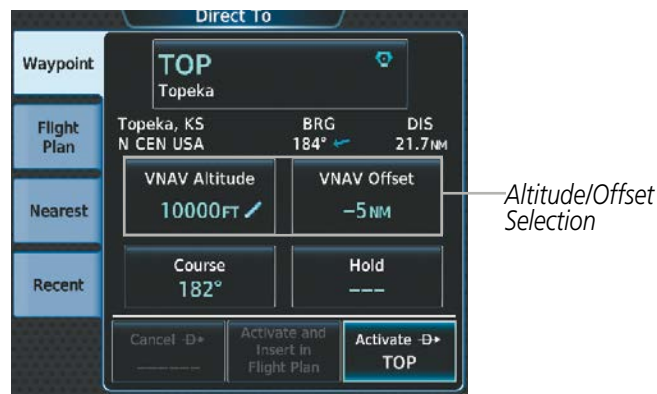 Direct To
Waypoint
TOP
Topeka
Flight
Plan
Topeka, KS
N CEN USA
BRG
184°
DIS
21.7NM
Nearest
VNAV Altitude
10000FT
VNAV Offset
-5NM
Altitude/Offset
Selection
Recent
Course
182°
Hold
---
Cancel D
------
Activate and
Insert in
Flight Plan
Activate D
TOP